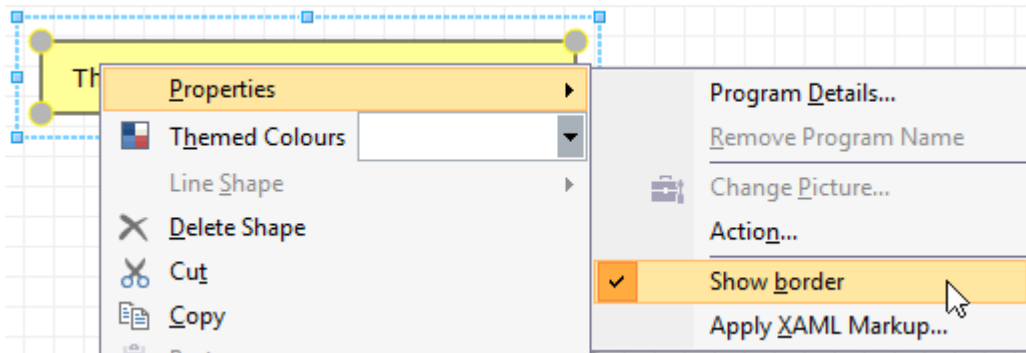 Th
Properties
Themed Colours
Line Shape
Delete Shape
Cut
Copy
Program Details...
Remove Program Name
Change Picture...
Action...
Show border
Apply XAML Markup...